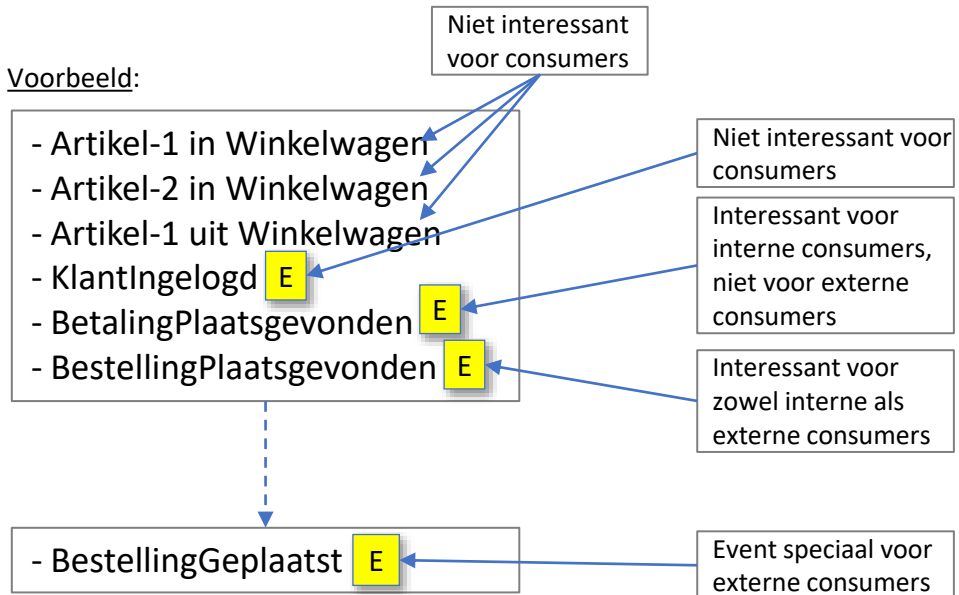 Niet interessant
voor consumers
Voorbeeld:
- Artikel-1 in Winkelwagen
- Artikel-2 in Winkelwagen
- Artikel-1 uit Winkelwagen
- KlantIngelogd E
- BetalingPlaatsgevonden E
- BestellingPlaatsgevonden E
Niet interessant voor
consumers
Interessant voor
interne consumers,
niet voor externe
consumers
Interessant voor
zowel interne als
externe consumers
- BestellingGeplaatst E
Event speciaal voor
externe consumers